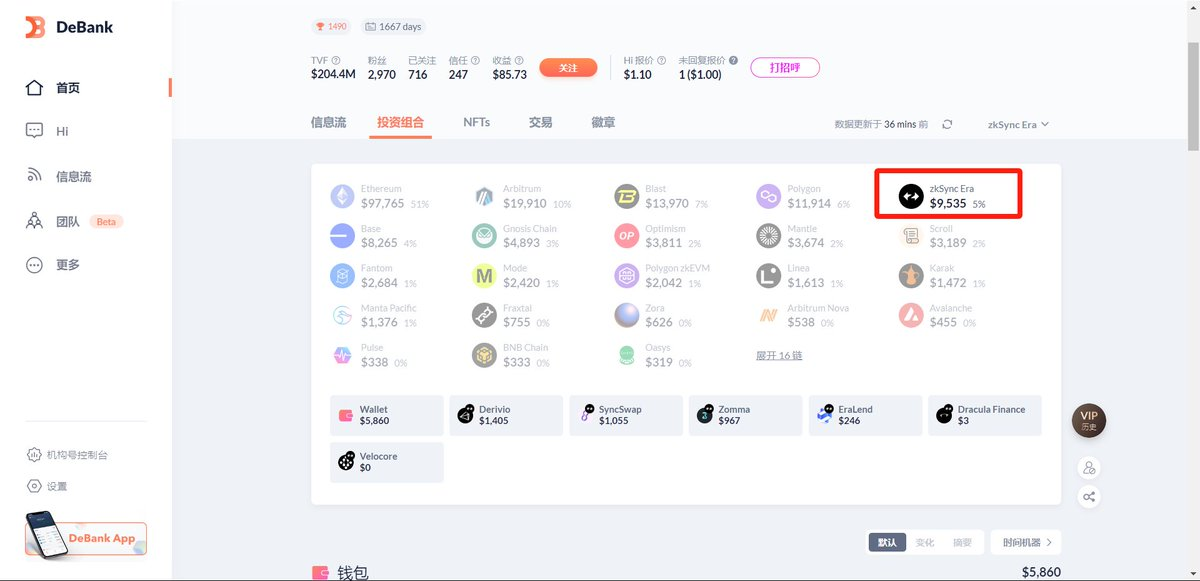 DeBank
首页
Hi
信息流
团队 Beta
更多
机构号控制台
设置
DeBank App
1490 1667 days
TVF 粉丝 已关注 信任 收益 Hi 报价 未回复报价
$204.4M 2,970 716 247 $85.73 关注 $1.10 1 ($1.00) 打招呼
信息流 投资组合 NFTs 交易 徽章 数据更新于 36 mins 前 zkSync Era
Ethereum Arbitrum Blast Polygon zkSync Era
$97,765 51% $19,910 10% $13,970 7% $11,914 6% $9,535 5%
Base Gnosis Chain Optimism Mantle Scroll
$8,265 4% $4,893 3% $3,811 2% $3,674 2% $3,189 2%
Fantom Mode Polygon zkEVM Linea Karak
$2,684 1% $2,420 1% $2,042 1% $1,613 1% $1,472 1%
Manta Pacific Fraxtal Zora Arbitrum Nova Avalanche
$1,376 1% $755 0% $626 0% $538 0% $455 0%
Pulse BNB Chain Oasys
$338 0% $333 0% $319 0% 展开 16 链
Wallet Derivio SyncSwap Zomma EraLend Dracula Finance
$5,860 $1,405 $1,055 $967 $246 $3
Velocore
$0
VIP
历史
默认 变化 摘要 时间机器
钱包 $5,860